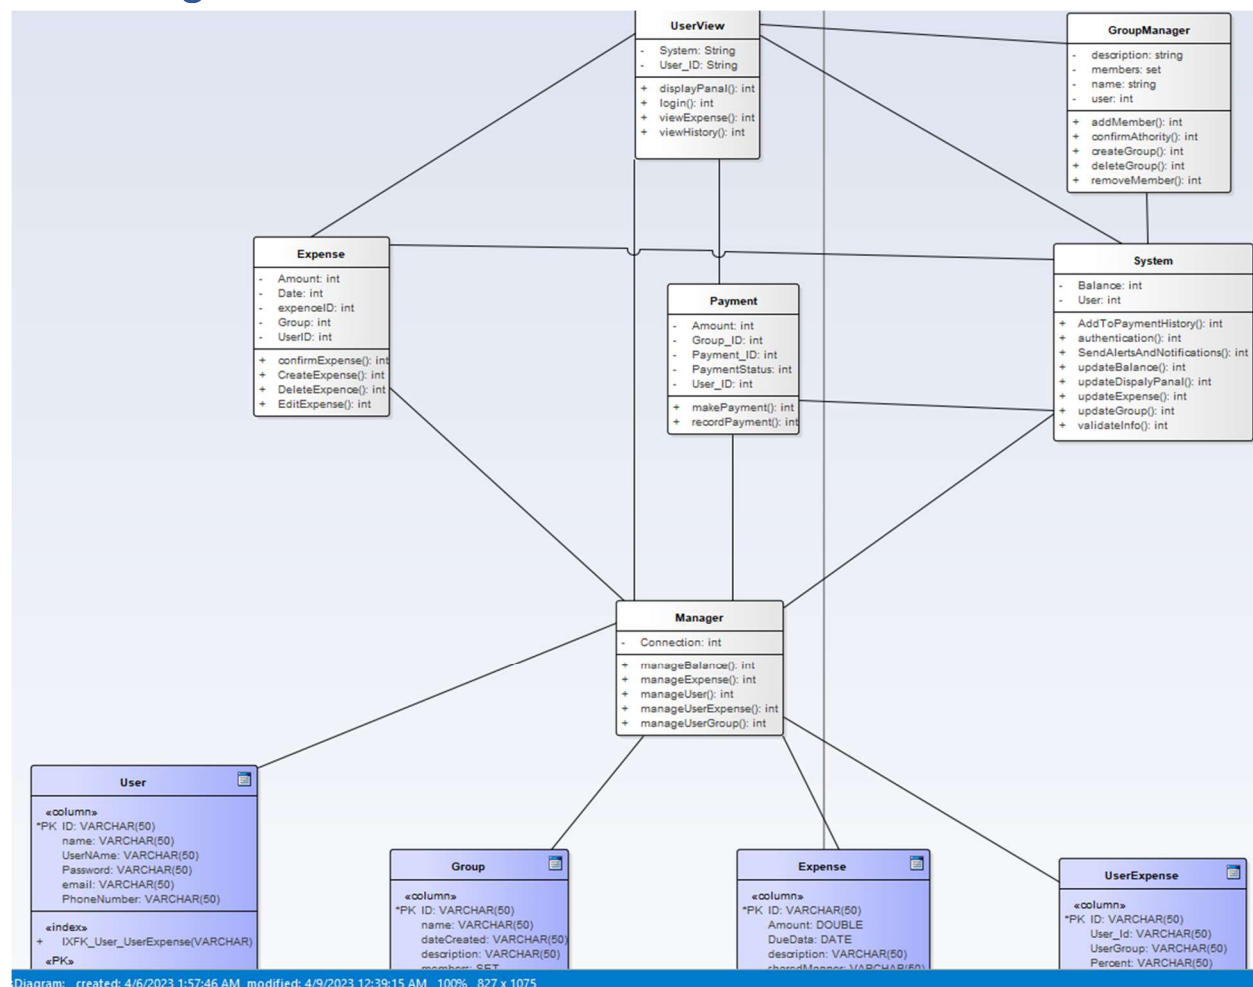 UserView
- System: String
- User_ID: String
+ displayPanal(): int
+ login(): int
+ viewExpense(): int
+ viewHistory(): int
GroupManager
- description: string
- members: set
- name: string
- user: int
+ addMember(): int
+ confirmAthority(): int
+ createGroup(): int
+ deleteGroup(): int
+ removeMember(): int
Expense
- Amount: int
- Date: int
- expenceID: int
- Group: int
- UserID: int
+ confirmExpense(): int
+ CreateExpense(): int
+ DeleteExpence(): int
+ EditExpense(): int
Payment
- Amount: int
- Group_ID: int
- Payment_ID: int
- PaymentStatus: int
- User_ID: int
+ makePayment(): int
+ recordPayment(): int
System
- Balance: int
- User: int
+ AddToPaymentHistory(): int
+ authentication(): int
+ SendAlertsAndNotifications(): int
+ updateBalance(): int
+ updateDispalyPanal(): int
+ updateExpense(): int
+ updateGroup(): int
+ validateInfo(): int
Manager
- Connection: int
+ manageBalance(): int
+ manageExpense(): int
+ manageUser(): int
+ manageUserExpense(): int
+ manageUserGroup(): int
User
«column»
*PK ID: VARCHAR(50)
name: VARCHAR(50)
UserNAme: VARCHAR(50)
Password: VARCHAR(50)
email: VARCHAR(50)
PhoneNumber: VARCHAR(50)
«index»
+ IXFK_User_UserExpense(VARCHAR)
«PK»
Group
«column»
*PK ID: VARCHAR(50)
name: VARCHAR(50)
dateCreated: VARCHAR(50)
description: VARCHAR(50)
members: SET
Expense
«column»
*PK ID: VARCHAR(50)
Amount: DOUBLE
DueData: DATE
description: VARCHAR(50)
sharedManner: VARCHAR(50)
UserExpense
«column»
*PK ID: VARCHAR(50)
User_Id: VARCHAR(50)
UserGroup: VARCHAR(50)
Percent: VARCHAR(50)
Diagram: created: 4/6/2023 1:57:46 AM modified: 4/9/2023 12:39:15 AM 100% 827 x 1075